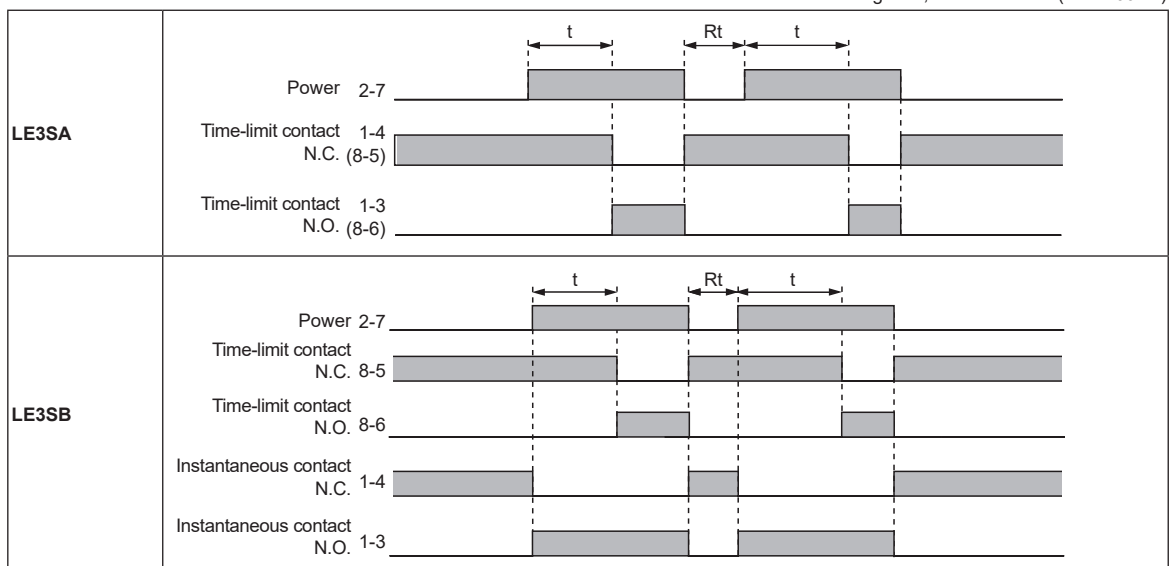 t Rt t
Power 2-7
LE3SA
Time-limit contact 1-4
N.C. (8-5)
Time-limit contact 1-3
N.O. (8-6)
t Rt t
Power 2-7
Time-limit contact
N.C. 8-5
LE3SB
Time-limit contact
N.O. 8-6
Instantaneous contact
N.C. 1-4
Instantaneous contact
N.O. 1-3